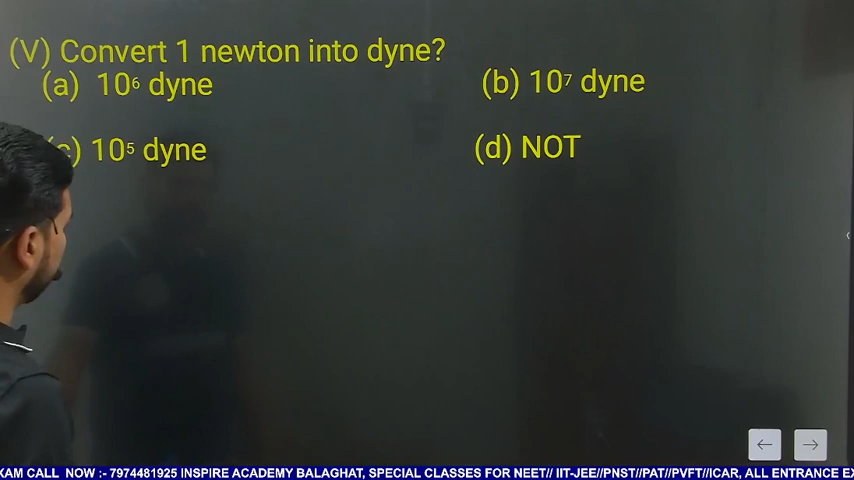 (V) Convert 1 newton into dyne?
(a) 10⁶ dyne
(b) 10⁷ dyne
c) 10⁵ dyne
(d) NOT
XAM CALL NOW :- 7974481925 INSPIRE ACADEMY BALAGHAT, SPECIAL CLASSES FOR NEET// IIT-JEE//PNST//PAT//PVFT//ICAR, ALL ENTRANCE EX